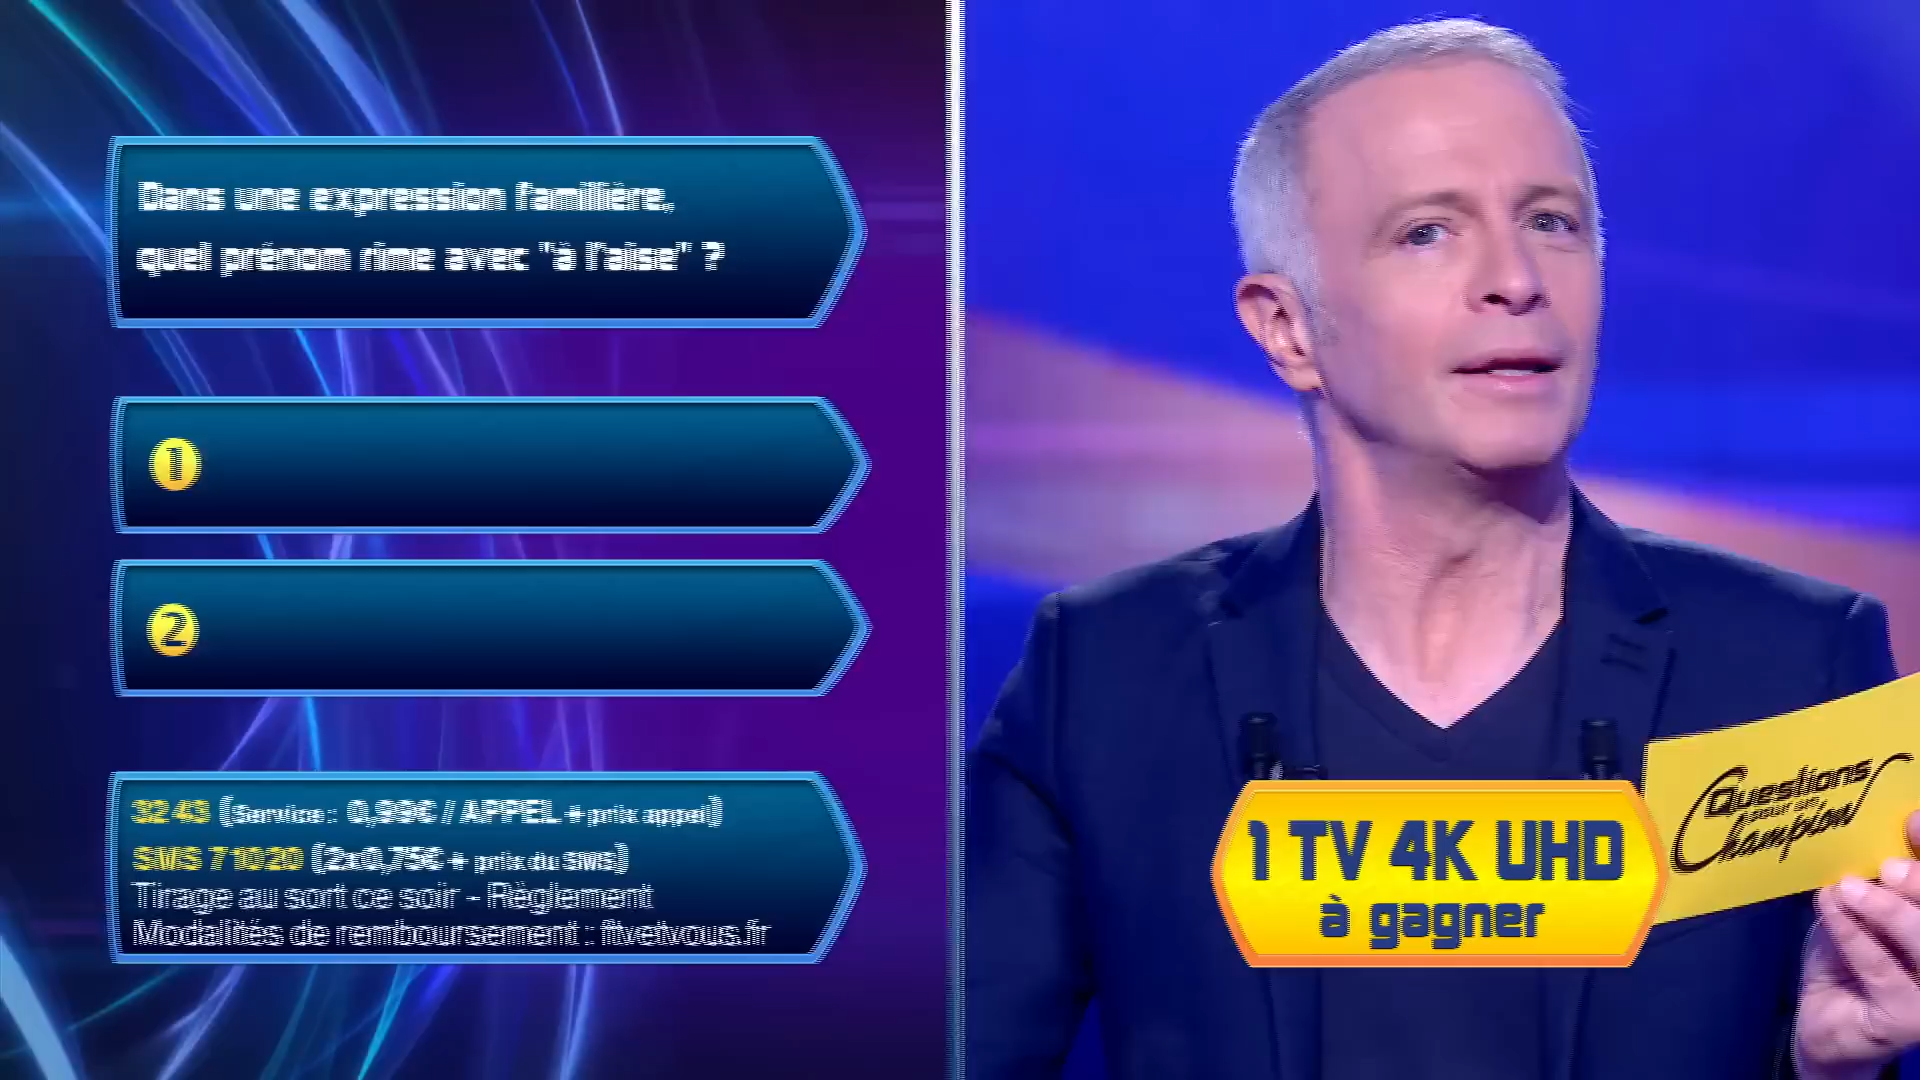 Dans une expression familière,
quel prénom rime avec "à l'aise" ?
1
2
3243 (Service : 0,99€ / APPEL + prix appel)
SMS 71020 (2x0,75€ + prix du SMS)
Tirage au sort ce soir - Règlement
Modalités de remboursement : ftvetvous.fr
1 TV 4K UHD
à gagner
Questions
pour un
Champion